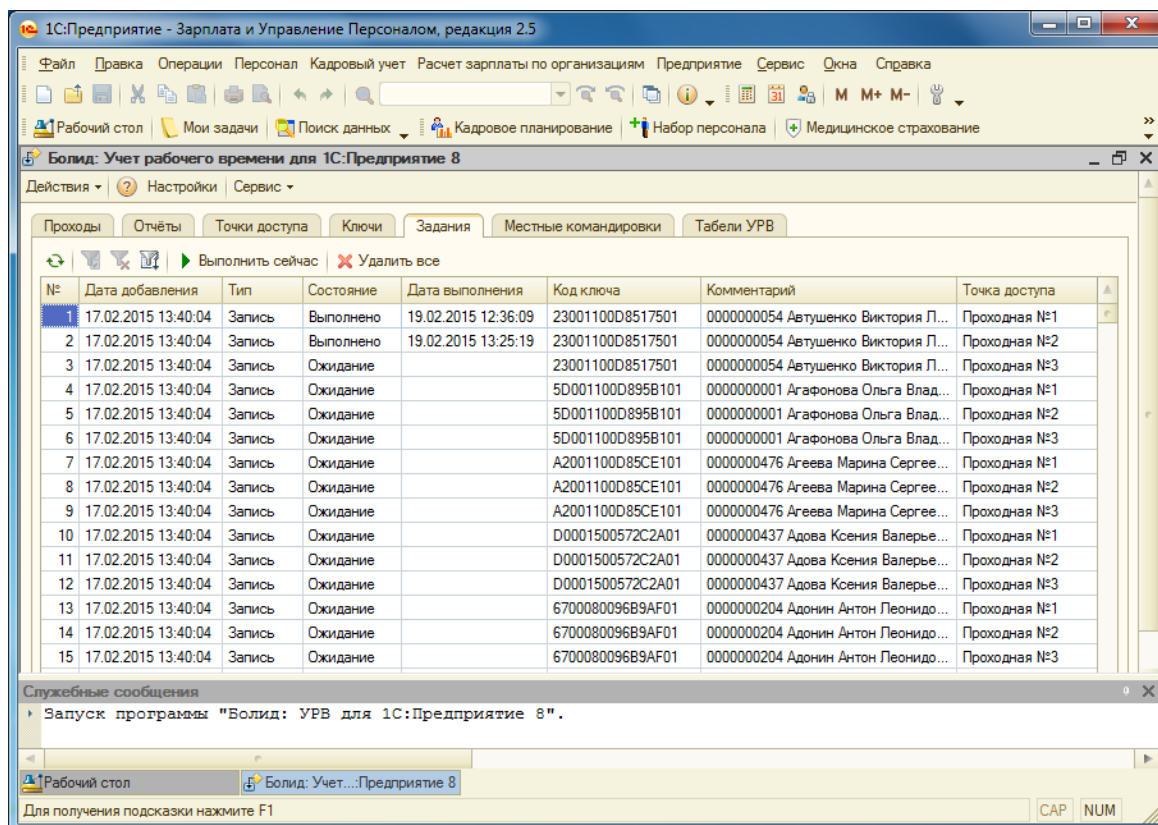 1С:Предприятие - Зарплата и Управление Персоналом, редакция 2.5
Файл Правка Операции Персонал Кадровый учет Расчет зарплаты по организациям Предприятие Сервис Окна Справка
M M+ M-
Рабочий стол Мои задачи Поиск данных Кадровое планирование Набор персонала Медицинское страхование
Болид: Учет рабочего времени для 1С:Предприятие 8
Действия Настройки Сервис
Проходы Отчёты Точки доступа Ключи Задания Местные командировки Табели УРВ
Выполнить сейчас Удалить все
№ Дата добавления Тип Состояние Дата выполнения Код ключа Комментарий Точка доступа
1 17.02.2015 13:40:04 Запись Выполнено 19.02.2015 12:36:09 23001100D8517501 0000000054 Автушенко Виктория Л... Проходная №1
2 17.02.2015 13:40:04 Запись Выполнено 19.02.2015 13:25:19 23001100D8517501 0000000054 Автушенко Виктория Л... Проходная №2
3 17.02.2015 13:40:04 Запись Ожидание 23001100D8517501 0000000054 Автушенко Виктория Л... Проходная №3
4 17.02.2015 13:40:04 Запись Ожидание 5D001100D895B101 0000000001 Агафонова Ольга Влад... Проходная №1
5 17.02.2015 13:40:04 Запись Ожидание 5D001100D895B101 0000000001 Агафонова Ольга Влад... Проходная №2
6 17.02.2015 13:40:04 Запись Ожидание 5D001100D895B101 0000000001 Агафонова Ольга Влад... Проходная №3
7 17.02.2015 13:40:04 Запись Ожидание A2001100D85CE101 0000000476 Агеева Марина Сергее... Проходная №1
8 17.02.2015 13:40:04 Запись Ожидание A2001100D85CE101 0000000476 Агеева Марина Сергее... Проходная №2
9 17.02.2015 13:40:04 Запись Ожидание A2001100D85CE101 0000000476 Агеева Марина Сергее... Проходная №3
10 17.02.2015 13:40:04 Запись Ожидание D0001500572C2A01 0000000437 Адова Ксения Валерье... Проходная №1
11 17.02.2015 13:40:04 Запись Ожидание D0001500572C2A01 0000000437 Адова Ксения Валерье... Проходная №2
12 17.02.2015 13:40:04 Запись Ожидание D0001500572C2A01 0000000437 Адова Ксения Валерье... Проходная №3
13 17.02.2015 13:40:04 Запись Ожидание 6700080096B9AF01 0000000204 Адонин Антон Леонидо... Проходная №1
14 17.02.2015 13:40:04 Запись Ожидание 6700080096B9AF01 0000000204 Адонин Антон Леонидо... Проходная №2
15 17.02.2015 13:40:04 Запись Ожидание 6700080096B9AF01 0000000204 Адонин Антон Леонидо... Проходная №3
Служебные сообщения
Запуск программы "Болид: УРВ для 1С:Предприятие 8".
Рабочий стол Болид: Учет...:Предприятие 8
Для получения подсказки нажмите F1 CAP NUM